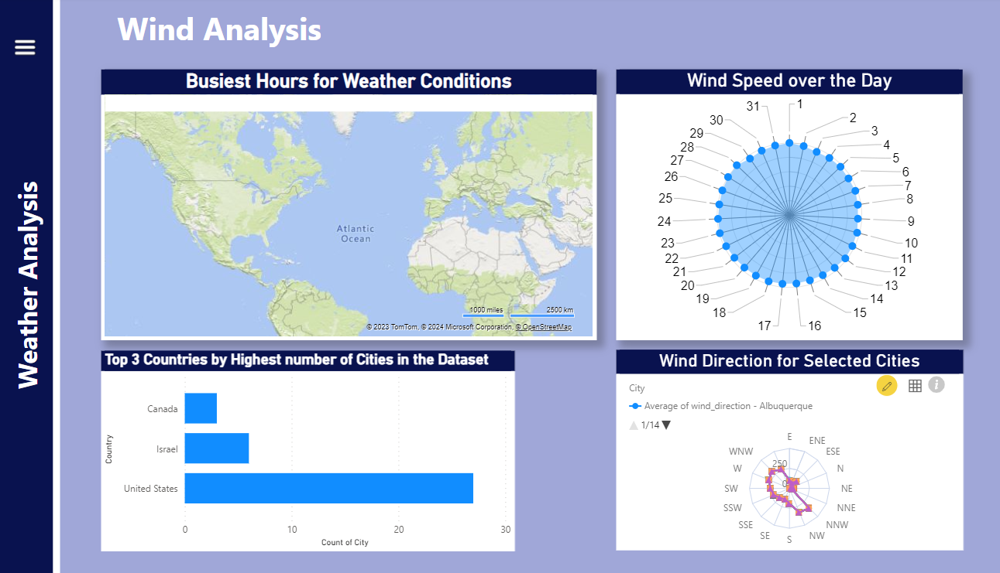 Wind Analysis
Weather Analysis
Busiest Hours for Weather Conditions
Atlantic
Ocean
1000 miles
2500 km
© 2023 TomTom, © 2024 Microsoft Corporation, © OpenStreetMap
Wind Speed over the Day
1
2
3
4
5
6
7
8
9
10
11
12
13
14
15
16
17
18
19
20
21
22
23
24
25
26
27
28
29
30
31
Top 3 Countries by Highest number of Cities in the Dataset
Country
Canada
Israel
United States
0
10
20
30
Count of City
Wind Direction for Selected Cities
City
Average of wind_direction - Albuquerque
1/14
E
ENE
ESE
N
NE
NNE
NNW
NW
S
SE
SSE
SSW
SW
W
WNW
250
0